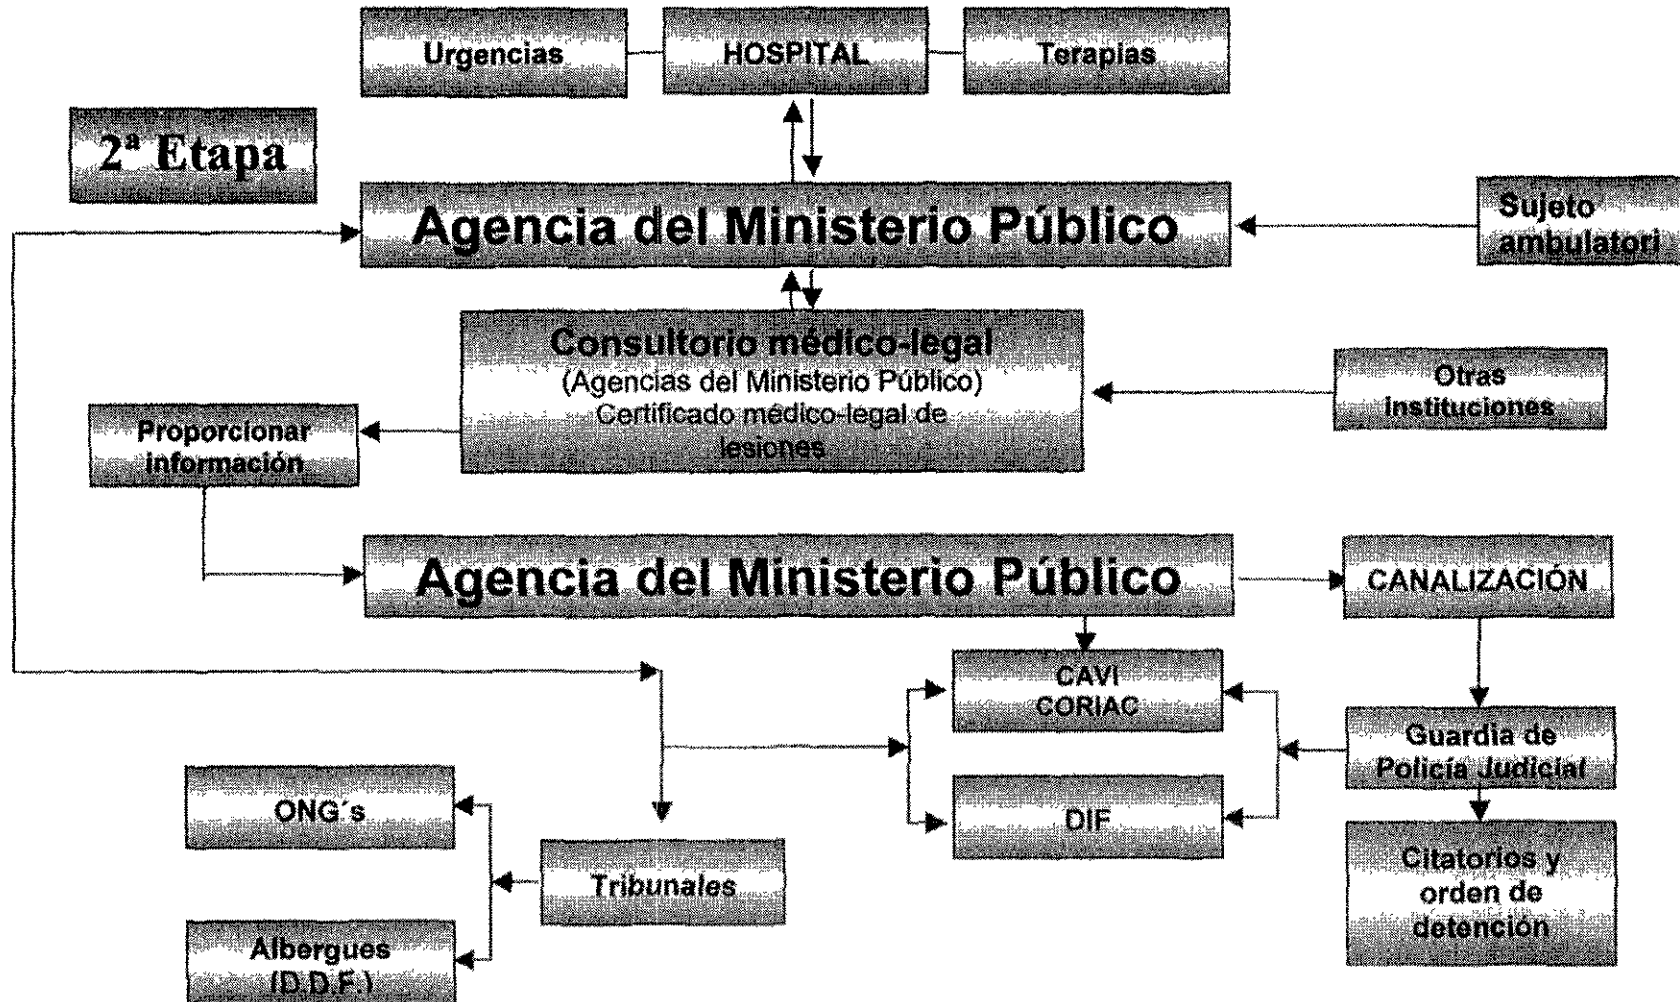 Urgencias
HOSPITAL
Terapias
2ª Etapa
Agencia del Ministerio Público
Sujeto
ambulatori
Consultorio médico-legal
(Agencias del Ministerio Público)
Certificado médico-legal de
lesiones
Otras
instituciones
Proporcionar
información
Agencia del Ministerio Público
CANALIZACIÓN
CAVI
CORIAC
Guardia de
Policía Judicial
ONG´s
DIF
Tribunales
Citatorios y
orden de
detención
Albergues
(D.D.F.)